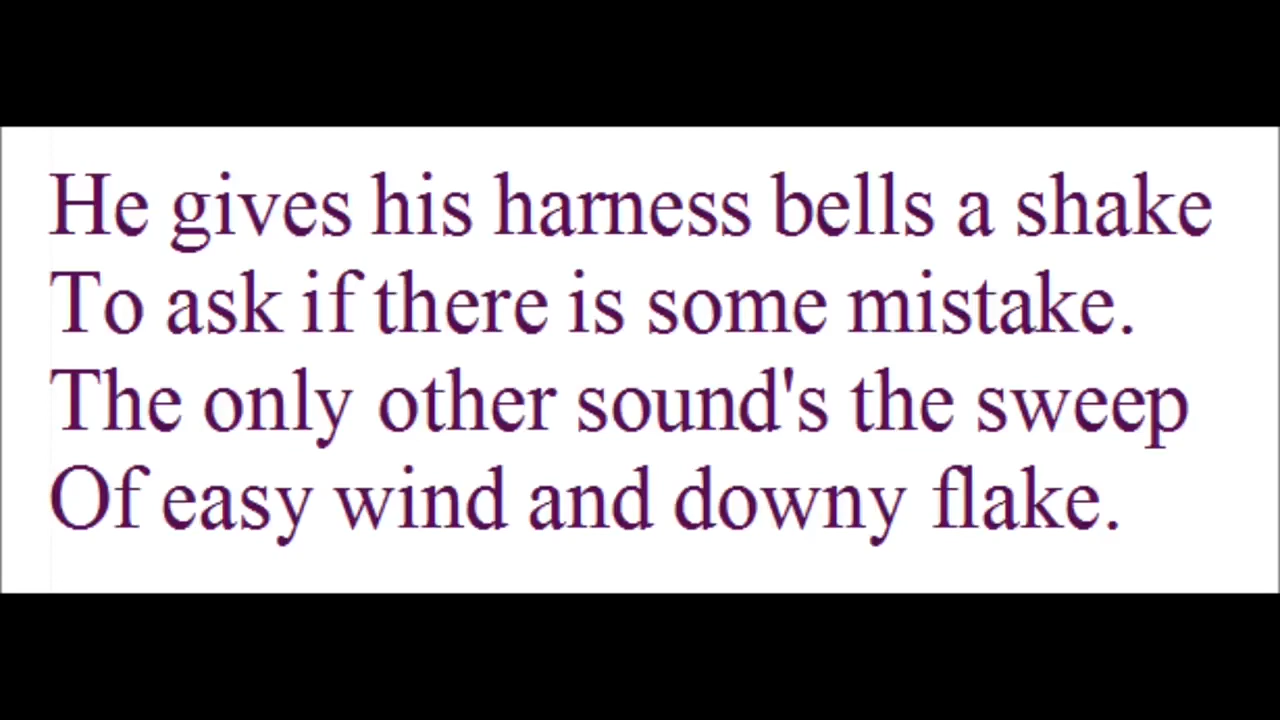 He gives his harness bells a shake
To ask if there is some mistake.
The only other sound's the sweep
Of easy wind and downy flake.